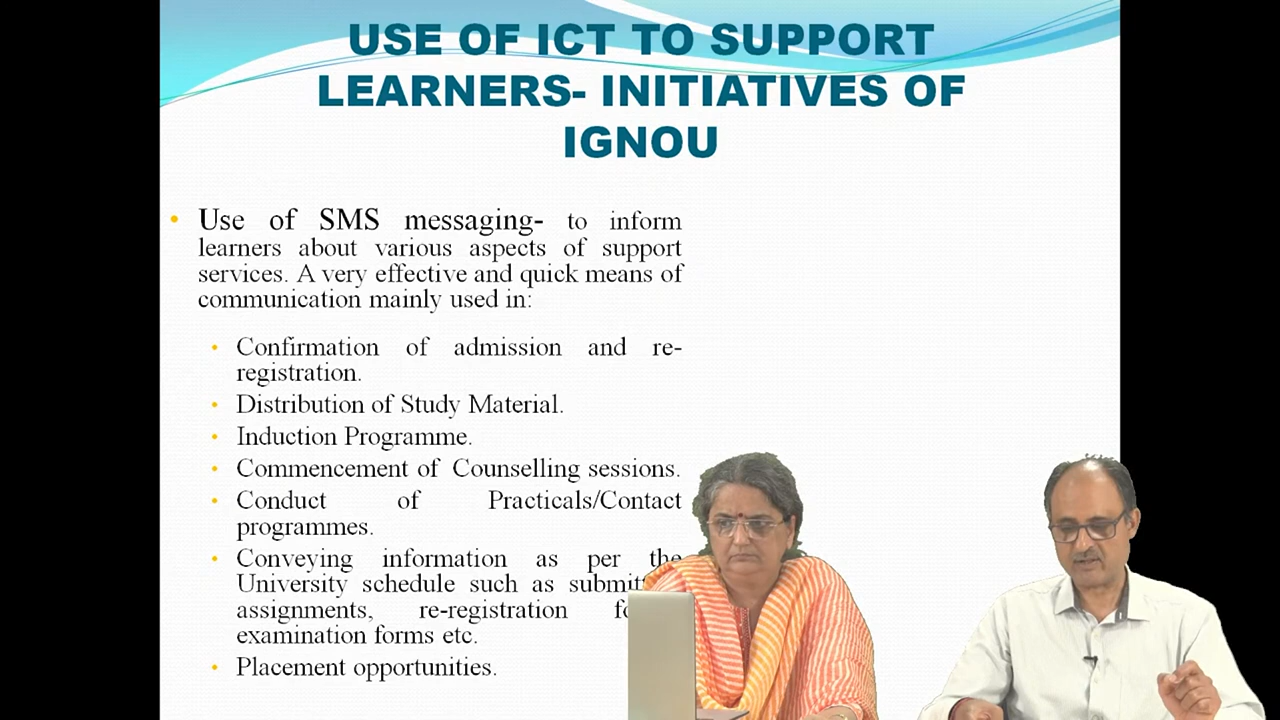 USE OF ICT TO SUPPORT
LEARNERS- INITIATIVES OF
IGNOU
• Use of SMS messaging- to inform
learners about various aspects of support
services. A very effective and quick means of
communication mainly used in:
• Confirmation of admission and re-
registration.
• Distribution of Study Material.
• Induction Programme.
• Commencement of Counselling sessions.
• Conduct of Practicals/Contact
programmes.
• Conveying information as per the
University schedule such as
assignments, re-registration
examination forms etc.
• Placement opportunities.